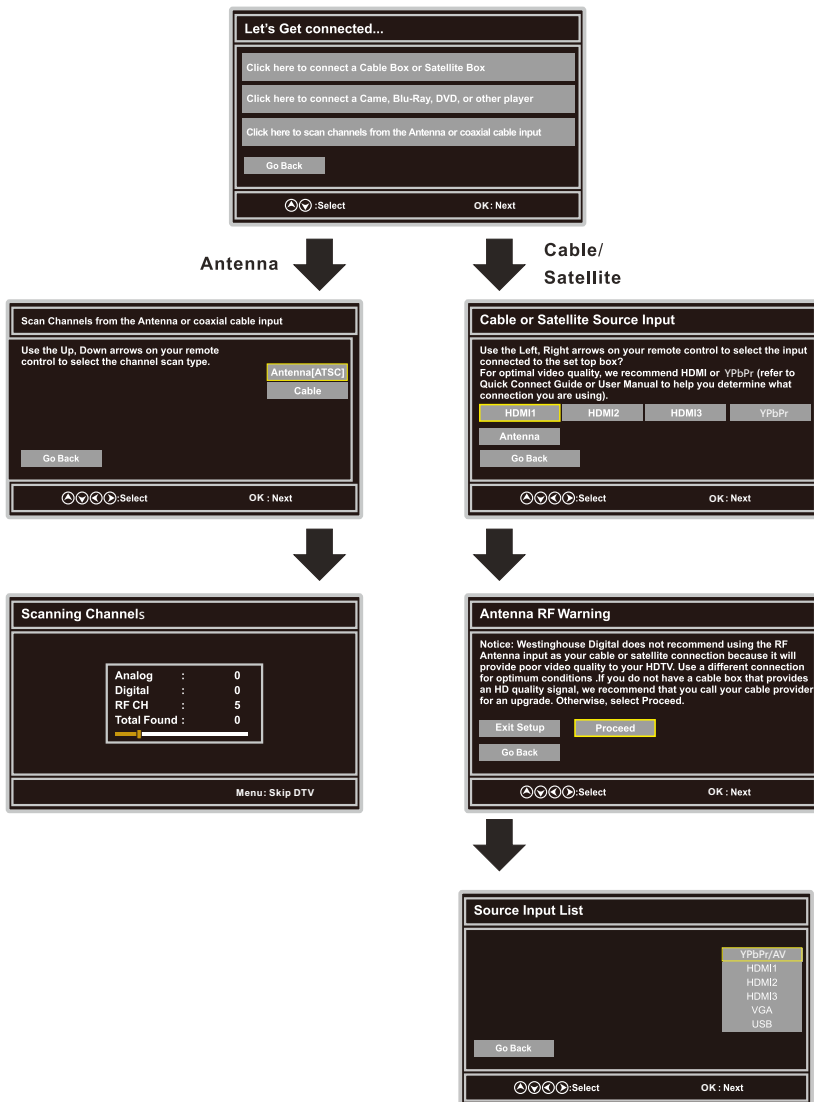 Let's Get connected...
Click here to connect a Cable Box or Satellite Box
Click here to connect a Came, Blu-Ray, DVD, or other player
Click here to scan channels from the Antenna or coaxial cable input
Go Back
:Select OK: Next
Antenna
Cable/
Satellite
Scan Channels from the Antenna or coaxial cable input
Use the Up, Down arrows on your remote
control to select the channel scan type.
Antenna[ATSC]
Cable
Go Back
:Select OK : Next
Cable or Satellite Source Input
Use the Left, Right arrows on your remote control to select the input
connected to the set top box?
For optimal video quality, we recommend HDMI or YPbPr (refer to
Quick Connect Guide or User Manual to help you determine what
connection you are using).
HDMI1 HDMI2 HDMI3 YPbPr
Antenna
Go Back
:Select OK : Next
Scanning Channels
Analog : 0
Digital : 0
RF CH : 5
Total Found : 0
Menu: Skip DTV
Antenna RF Warning
Notice: Westinghouse Digital does not recommend using the RF
Antenna input as your cable or satellite connection because it will
provide poor video quality to your HDTV. Use a different connection
for optimum conditions .If you do not have a cable box that provides
an HD quality signal, we recommend that you call your cable provider
for an upgrade. Otherwise, select Proceed.
Exit Setup Proceed
Go Back
:Select OK : Next
Source Input List
YPbPr/AV
HDMI1
HDMI2
HDMI3
VGA
USB
Go Back
:Select OK : Next